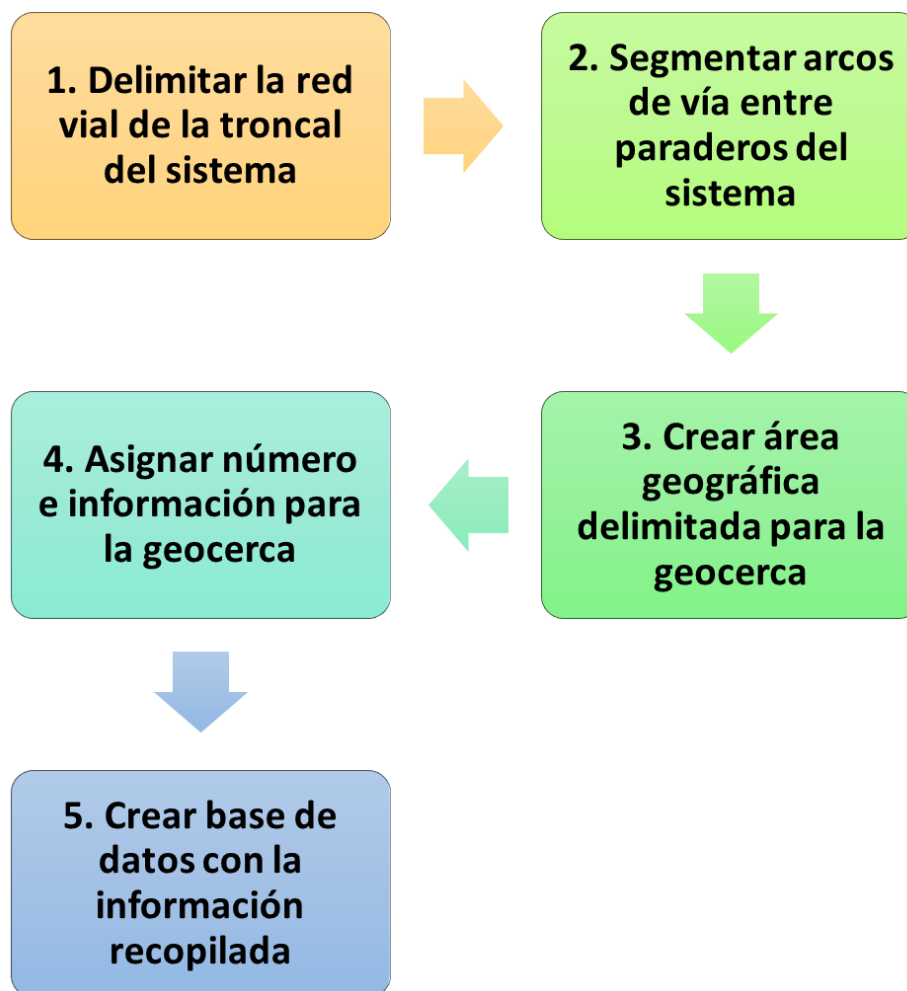 1. Delimitar la red
vial de la troncal
del sistema
2. Segmentar arcos
de vía entre
paraderos del
sistema
3. Crear área
geográfica
delimitada para la
geocerca
4. Asignar número
e información para
la geocerca
5. Crear base de
datos con la
información
recopilada